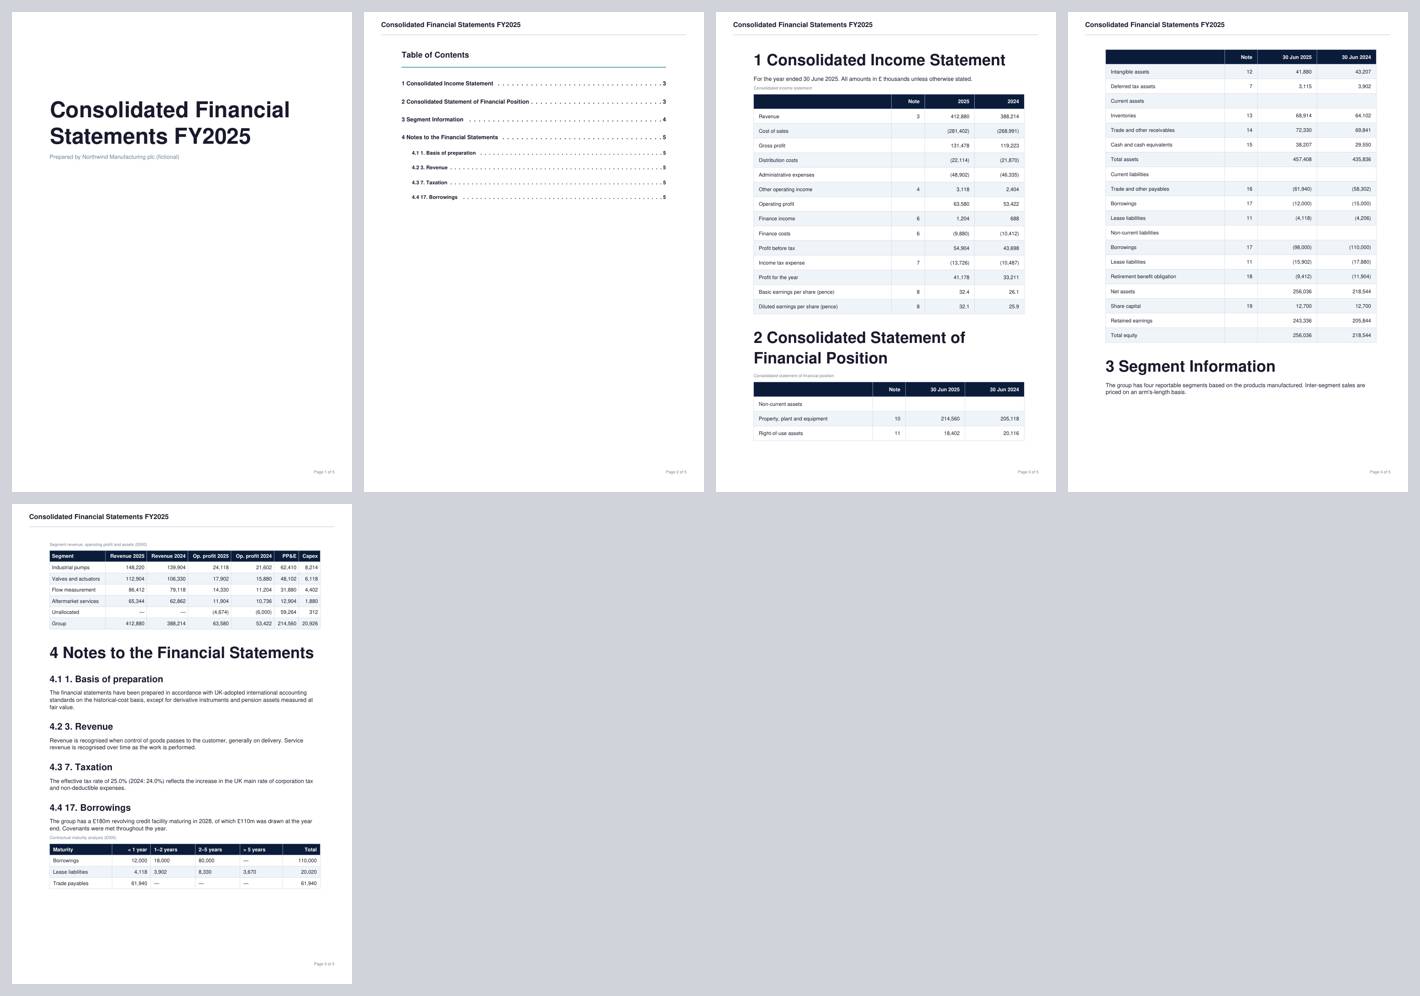 Consolidated Financial
Statements FY2025
Prepared by Northwind Manufacturing plc (fictional)
Page 1 of 5
Consolidated Financial Statements FY2025
Table of Contents
1 Consolidated Income Statement . . . . . . . . . . 3
2 Consolidated Statement of Financial Position . . . . . . . . . . 3
3 Segment Information . . . . . . . . . . 4
4 Notes to the Financial Statements . . . . . . . . . . 5
4.1 1. Basis of preparation . . . . . . . . . . 5
4.2 3. Revenue . . . . . . . . . . 5
4.3 7. Taxation . . . . . . . . . . 5
4.4 17. Borrowings . . . . . . . . . . 5
Page 2 of 5
Consolidated Financial Statements FY2025
1 Consolidated Income Statement
For the year ended 30 June 2025. All amounts in £ thousands unless otherwise stated.
Consolidated income statement
Note 2025 2024
Revenue 3 412,880 388,214
Cost of sales (281,402) (268,991)
Gross profit 131,478 119,223
Distribution costs (22,114) (21,870)
Administrative expenses (48,902) (46,335)
Other operating income 4 3,118 2,404
Operating profit 63,580 53,422
Finance income 6 1,204 688
Finance costs 6 (9,880) (10,412)
Profit before tax 54,904 43,698
Income tax expense 7 (13,726) (10,487)
Profit for the year 41,178 33,211
Basic earnings per share (pence) 8 32.4 26.1
Diluted earnings per share (pence) 8 32.1 25.9
2 Consolidated Statement of
Financial Position
Consolidated statement of financial position
Note 30 Jun 2025 30 Jun 2024
Non-current assets
Property, plant and equipment 10 214,560 205,118
Right-of-use assets 11 18,402 20,116
Page 3 of 5
Consolidated Financial Statements FY2025
Note 30 Jun 2025 30 Jun 2024
Intangible assets 12 41,880 43,207
Deferred tax assets 7 3,115 3,902
Current assets
Inventories 13 68,914 64,102
Trade and other receivables 14 72,330 69,841
Cash and cash equivalents 15 38,207 29,550
Total assets 457,408 435,836
Current liabilities
Trade and other payables 16 (61,940) (58,302)
Borrowings 17 (12,000) (15,000)
Lease liabilities 11 (4,118) (4,206)
Non-current liabilities
Borrowings 17 (98,000) (110,000)
Lease liabilities 11 (15,902) (17,880)
Retirement benefit obligation 18 (9,412) (11,904)
Net assets 256,036 218,544
Share capital 19 12,700 12,700
Retained earnings 243,336 205,844
Total equity 256,036 218,544
3 Segment Information
The group has four reportable segments based on the products manufactured. Inter-segment sales are
priced on an arm's-length basis.
Page 4 of 5
Consolidated Financial Statements FY2025
Segment revenue, operating profit and assets (£000)
Segment Revenue 2025 Revenue 2024 Op. profit 2025 Op. profit 2024 PP&E Capex
Industrial pumps 148,220 139,904 24,118 21,602 62,410 8,214
Valves and actuators 112,904 106,330 17,902 15,880 48,102 6,118
Flow measurement 86,412 79,118 14,330 11,204 31,880 4,402
Aftermarket services 65,344 62,862 11,904 10,736 12,904 1,880
Unallocated — — (4,674) (6,000) 59,264 312
Group 412,880 388,214 63,580 53,422 214,560 20,926
4 Notes to the Financial Statements
4.1 1. Basis of preparation
The financial statements have been prepared in accordance with UK-adopted international accounting
standards on the historical-cost basis, except for derivative instruments and pension assets measured at
fair value.
4.2 3. Revenue
Revenue is recognised when control of goods passes to the customer, generally on delivery. Service
revenue is recognised over time as the work is performed.
4.3 7. Taxation
The effective tax rate of 25.0% (2024: 24.0%) reflects the increase in the UK main rate of corporation tax
and non-deductible expenses.
4.4 17. Borrowings
The group has a £180m revolving credit facility maturing in 2028, of which £110m was drawn at the year
end. Covenants were met throughout the year.
Contractual maturity analysis (£000)
Maturity < 1 year 1–2 years 2–5 years > 5 years Total
Borrowings 12,000 18,000 80,000 — 110,000
Lease liabilities 4,118 3,902 8,330 3,670 20,020
Trade payables 61,940 — — — 61,940
Page 5 of 5